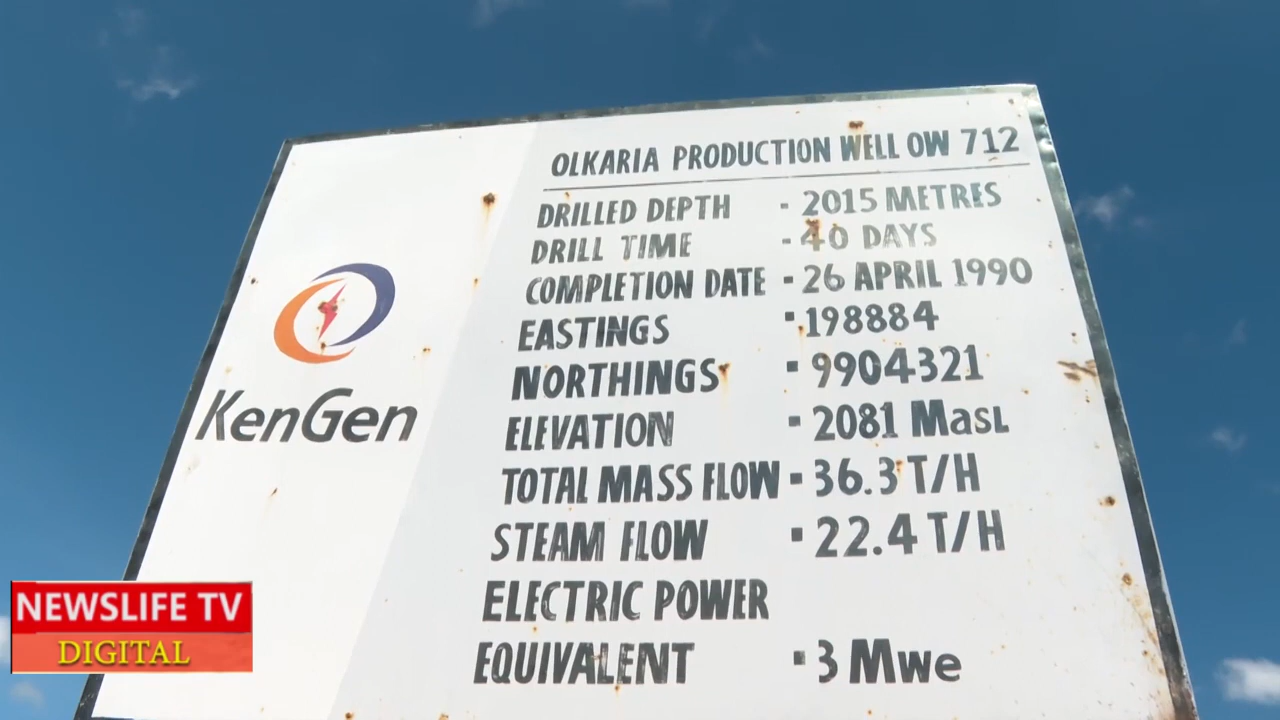 OLKARIA PRODUCTION WELL OW 712
DRILLED DEPTH - 2015 METRES
DRILL TIME - 40 DAYS
COMPLETION DATE - 26 APRIL 1990
EASTINGS - 198884
NORTHINGS - 9904321
ELEVATION - 2081 MasL
TOTAL MASS FLOW - 36.3 T/H
STEAM FLOW - 22.4 T/H
ELECTRIC POWER
EQUIVALENT - 3 Mwe
KenGen
NEWSLIFE TV
DIGITAL